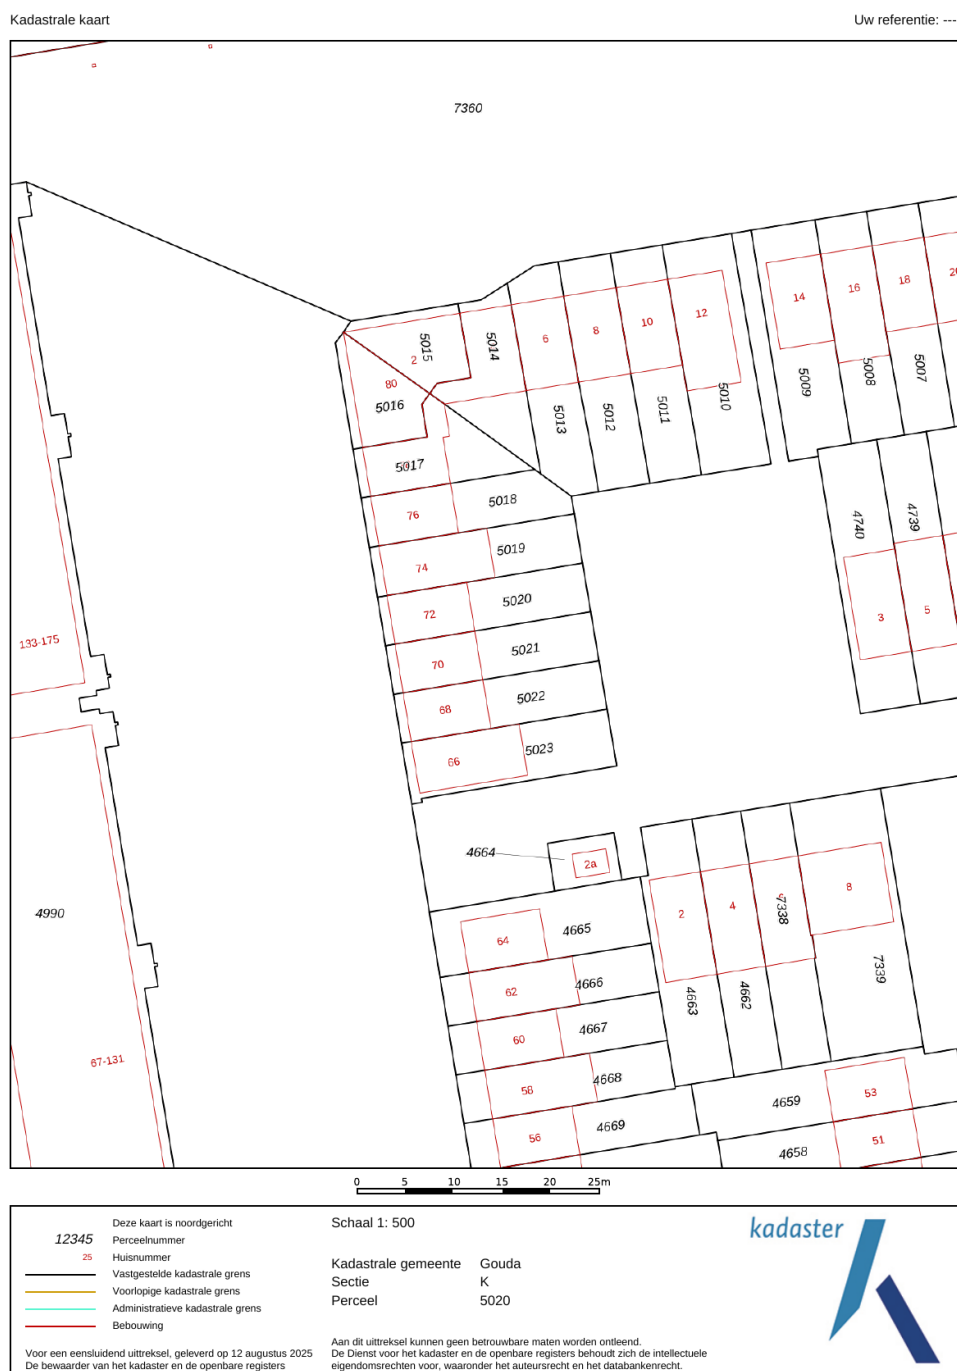 Kadastrale kaart
Uw referentie: ---
7360
2
5015
80
5016
5014
6
8
10
12
14
16
18
5013
5012
5011
5010
5009
5008
5007
5017
76
5018
74
5019
72
5020
70
5021
68
5022
66
5023
4740
4739
3
5
133-175
4664
2a
4990
64
4665
62
4666
60
4667
58
4668
56
4669
2
4
7338
8
4663
4662
7339
67-131
4659
53
4658
51
0 5 10 15 20 25m
Deze kaart is noordgericht
12345 Perceelnummer
25 Huisnummer
Vastgestelde kadastrale grens
Voorlopige kadastrale grens
Administratieve kadastrale grens
Bebouwing
Voor een eensluidend uittreksel, geleverd op 12 augustus 2025
De bewaarder van het kadaster en de openbare registers
Schaal 1: 500
Kadastrale gemeente Gouda
Sectie K
Perceel 5020
Aan dit uittreksel kunnen geen betrouwbare maten worden ontleend.
De Dienst voor het kadaster en de openbare registers behoudt zich de intellectuele
eigendomsrechten voor, waaronder het auteursrecht en het databankenrecht.
kadaster